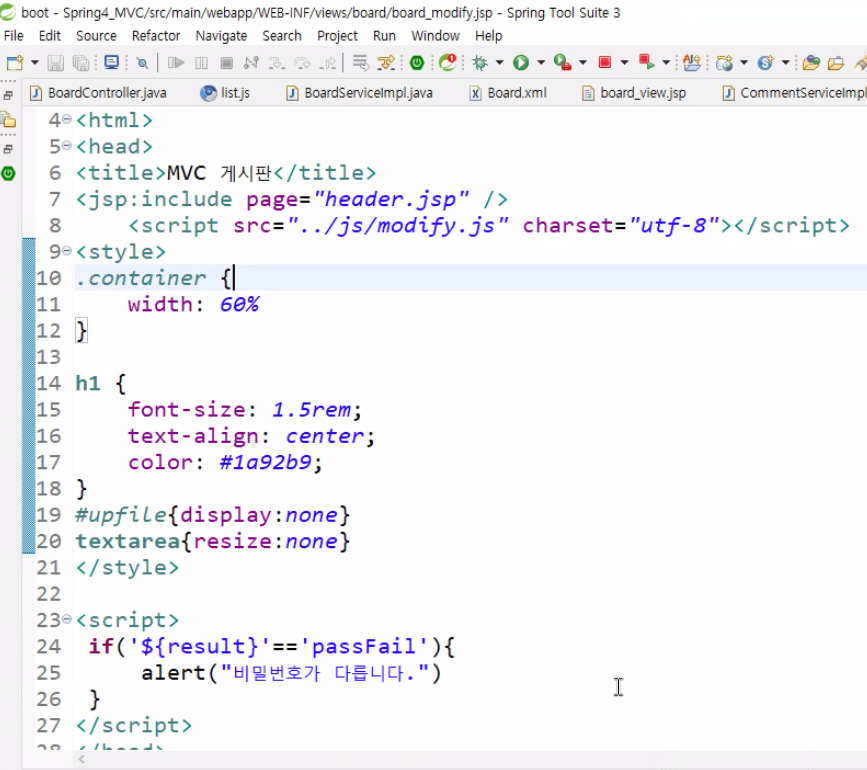 boot - Spring4_MVC/src/main/webapp/WEB-INF/views/board/board_modify.jsp - Spring Tool Suite 3
File Edit Source Refactor Navigate Search Project Run Window Help
BoardController.java list.js BoardServiceImpl.java Board.xml board_view.jsp CommentServiceImpl
4 <html>
5 <head>
6 <title>MVC 게시판</title>
7 <jsp:include page="header.jsp" />
8 <script src="../js/modify.js" charset="utf-8"></script>
9 <style>
10 .container {
11 width: 60%
12 }
13
14 h1 {
15 font-size: 1.5rem;
16 text-align: center;
17 color: #1a92b9;
18 }
19 #upfile{display:none}
20 textarea{resize:none}
21 </style>
22
23 <script>
24 if('${result}'=='passFail'){
25 alert("비밀번호가 다릅니다.")
26 }
27 </script>
28 </head>